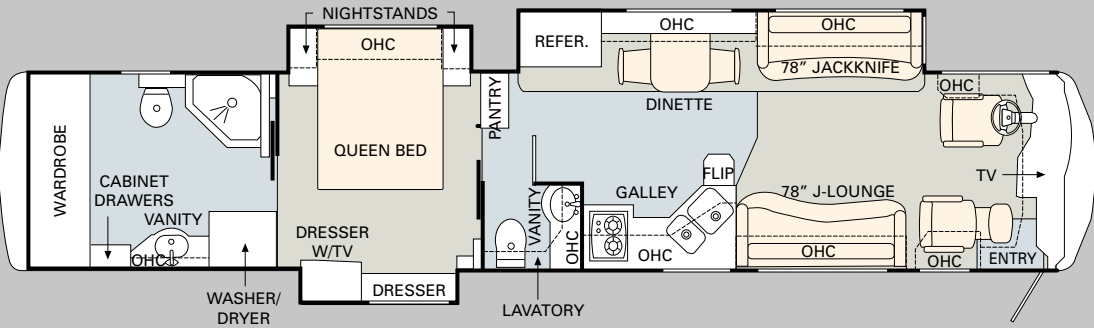 NIGHTSTANDS
OHC
REFER.
OHC
OHC
78” JACKKNIFE
DINETTE
OHC
PANTRY
WARDROBE
QUEEN BED
TV
CABINET
DRAWERS
VANITY
OHC
FLIP
GALLEY
78” J-LOUNGE
VANITY
OHC
OHC
OHC
OHC
ENTRY
DRESSER
W/TV
DRESSER
WASHER/
DRYER
LAVATORY